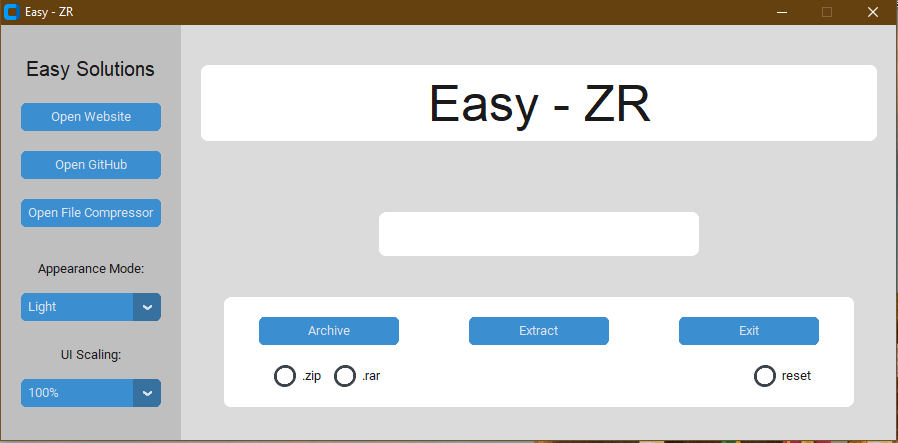 Easy - ZR
Easy Solutions
Open Website
Open GitHub
Open File Compressor
Appearance Mode:
Light
UI Scaling:
100%
Easy - ZR
Archive
Extract
Exit
.zip
.rar
reset